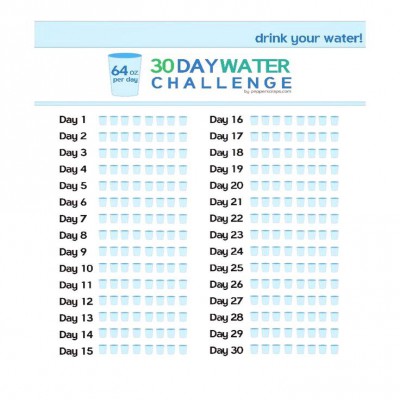 drink your water!
64 oz
per day
30 DAY WATER
CHALLENGE
Day 1
Day 2
Day 3
Day 4
Day 5
Day 6
Day 7
Day 8
Day 9
Day 10
Day 11
Day 12
Day 13
Day 14
Day 15
Day 16
Day 17
Day 18
Day 19
Day 20
Day 21
Day 22
Day 23
Day 24
Day 25
Day 26
Day 27
Day 28
Day 29
Day 30